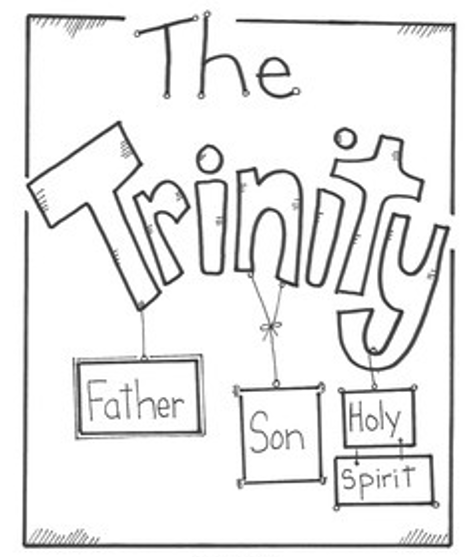 The
Trinity
Father
Son
Holy
Spirit